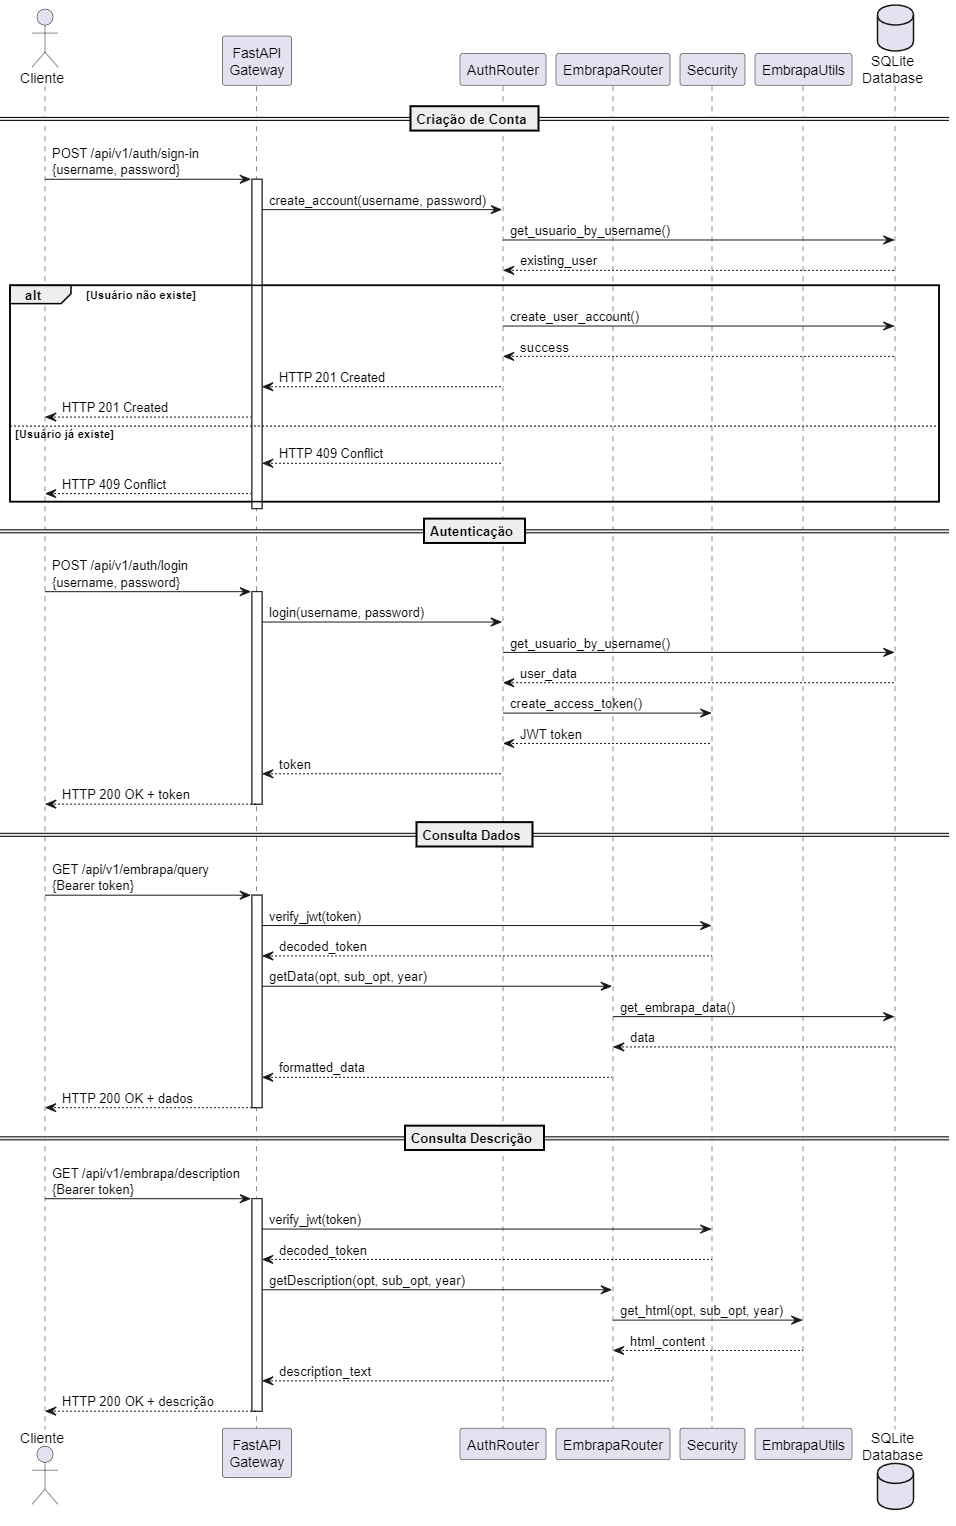 Cliente
FastAPI
Gateway
AuthRouter
EmbrapaRouter
Security
EmbrapaUtils
SQLite
Database
Criação de Conta
POST /api/v1/auth/sign-in
{username, password}
create_account(username, password)
get_usuario_by_username()
existing_user
alt
[Usuário não existe]
create_user_account()
success
HTTP 201 Created
HTTP 201 Created
[Usuário já existe]
HTTP 409 Conflict
HTTP 409 Conflict
Autenticação
POST /api/v1/auth/login
{username, password}
login(username, password)
get_usuario_by_username()
user_data
create_access_token()
JWT token
token
HTTP 200 OK + token
Consulta Dados
GET /api/v1/embrapa/query
{Bearer token}
verify_jwt(token)
decoded_token
getData(opt, sub_opt, year)
get_embrapa_data()
data
formatted_data
HTTP 200 OK + dados
Consulta Descrição
GET /api/v1/embrapa/description
{Bearer token}
verify_jwt(token)
decoded_token
getDescription(opt, sub_opt, year)
get_html(opt, sub_opt, year)
html_content
description_text
HTTP 200 OK + descrição
Cliente
FastAPI
Gateway
AuthRouter
EmbrapaRouter
Security
EmbrapaUtils
SQLite
Database